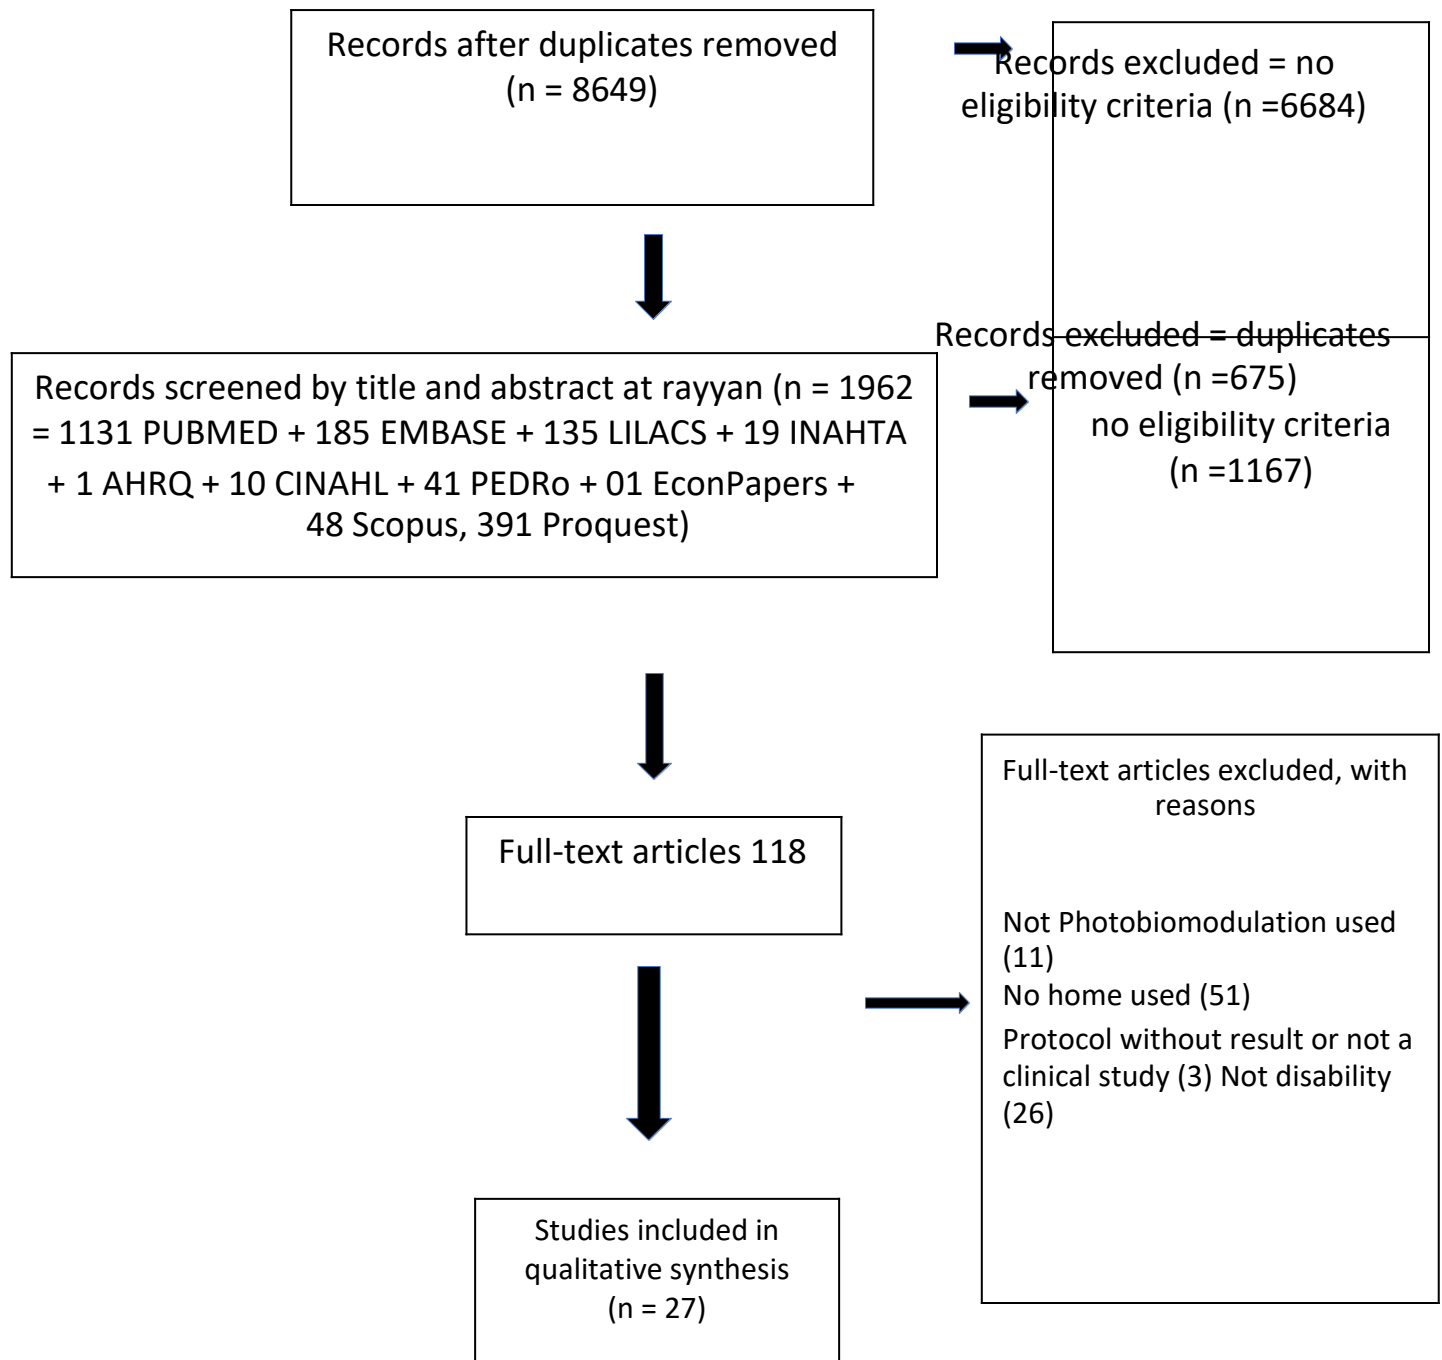 Records after duplicates removed
(n = 8649)
Records excluded = no
eligibility criteria (n =6684)
Records screened by title and abstract at rayyan (n = 1962
= 1131 PUBMED + 185 EMBASE + 135 LILACS + 19 INAHTA
+ 1 AHRQ + 10 CINAHL + 41 PEDRo + 01 EconPapers +
48 Scopus, 391 Proquest)
Records excluded = duplicates
removed (n =675)
no eligibility criteria
(n =1167)
Full-text articles 118
Full-text articles excluded, with
reasons
Not Photobiomodulation used
(11)
No home used (51)
Protocol without result or not a
clinical study (3) Not disability
(26)
Studies included in
qualitative synthesis
(n = 27)